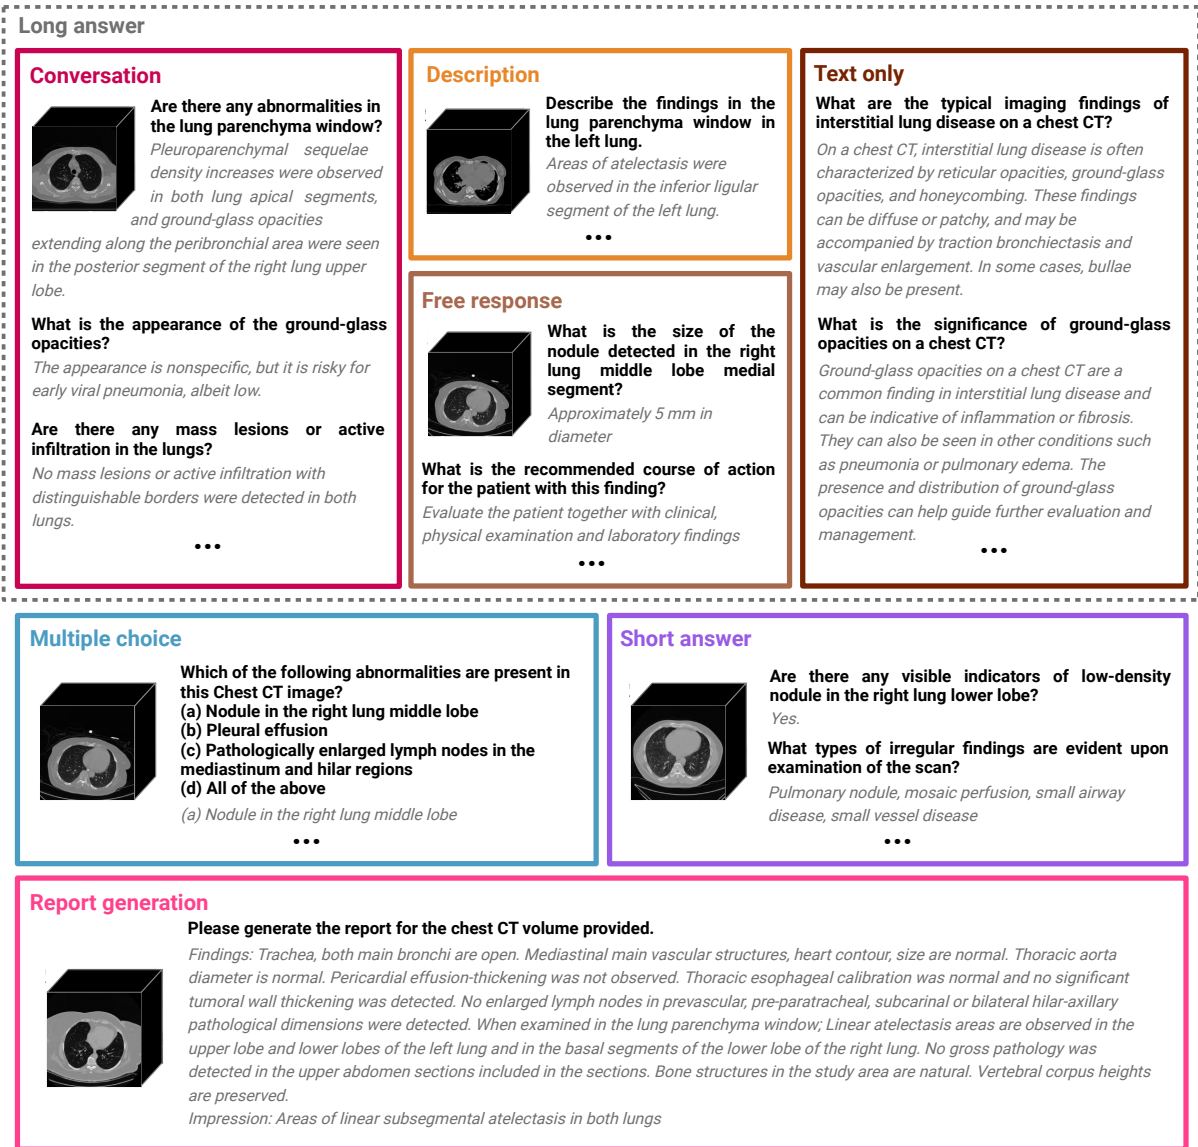 Long answer
Conversation
Are there any abnormalities in
the lung parenchyma window?
Pleuroparenchymal sequelae
density increases were observed
in both lung apical segments,
and ground-glass opacities
extending along the peribronchial area were seen
in the posterior segment of the right lung upper
lobe.
What is the appearance of the ground-glass
opacities?
The appearance is nonspecific, but it is risky for
early viral pneumonia, albeit low.
Are there any mass lesions or active
infiltration in the lungs?
No mass lesions or active infiltration with
distinguishable borders were detected in both
lungs.
•••
Description
Describe the findings in the
lung parenchyma window in
the left lung.
Areas of atelectasis were
observed in the inferior ligular
segment of the left lung.
•••
Free response
What is the size of the
nodule detected in the right
lung middle lobe medial
segment?
Approximately 5 mm in
diameter
What is the recommended course of action
for the patient with this finding?
Evaluate the patient together with clinical,
physical examination and laboratory findings
•••
Text only
What are the typical imaging findings of
interstitial lung disease on a chest CT?
On a chest CT, interstitial lung disease is often
characterized by reticular opacities, ground-glass
opacities, and honeycombing. These findings
can be diffuse or patchy, and may be
accompanied by traction bronchiectasis and
vascular enlargement. In some cases, bullae
may also be present.
What is the significance of ground-glass
opacities on a chest CT?
Ground-glass opacities on a chest CT are a
common finding in interstitial lung disease and
can be indicative of inflammation or fibrosis.
They can also be seen in other conditions such
as pneumonia or pulmonary edema. The
presence and distribution of ground-glass
opacities can help guide further evaluation and
management.
•••
Multiple choice
Which of the following abnormalities are present in
this Chest CT image?
(a) Nodule in the right lung middle lobe
(b) Pleural effusion
(c) Pathologically enlarged lymph nodes in the
mediastinum and hilar regions
(d) All of the above
(a) Nodule in the right lung middle lobe
•••
Short answer
Are there any visible indicators of low-density
nodule in the right lung lower lobe?
Yes.
What types of irregular findings are evident upon
examination of the scan?
Pulmonary nodule, mosaic perfusion, small airway
disease, small vessel disease
•••
Report generation
Please generate the report for the chest CT volume provided.
Findings: Trachea, both main bronchi are open. Mediastinal main vascular structures, heart contour, size are normal. Thoracic aorta
diameter is normal. Pericardial effusion-thickening was not observed. Thoracic esophageal calibration was normal and no significant
tumoral wall thickening was detected. No enlarged lymph nodes in prevascular, pre-paratracheal, subcarinal or bilateral hilar-axillary
pathological dimensions were detected. When examined in the lung parenchyma window; Linear atelectasis areas are observed in the
upper lobe and lower lobes of the left lung and in the basal segments of the lower lobe of the right lung. No gross pathology was
detected in the upper abdomen sections included in the sections. Bone structures in the study area are natural. Vertebral corpus heights
are preserved.
Impression: Areas of linear subsegmental atelectasis in both lungs